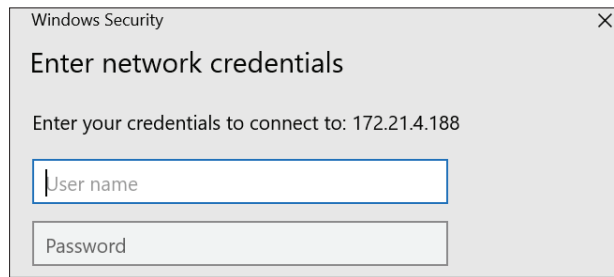 Windows Security
Enter network credentials
Enter your credentials to connect to: 172.21.4.188
User name
Password